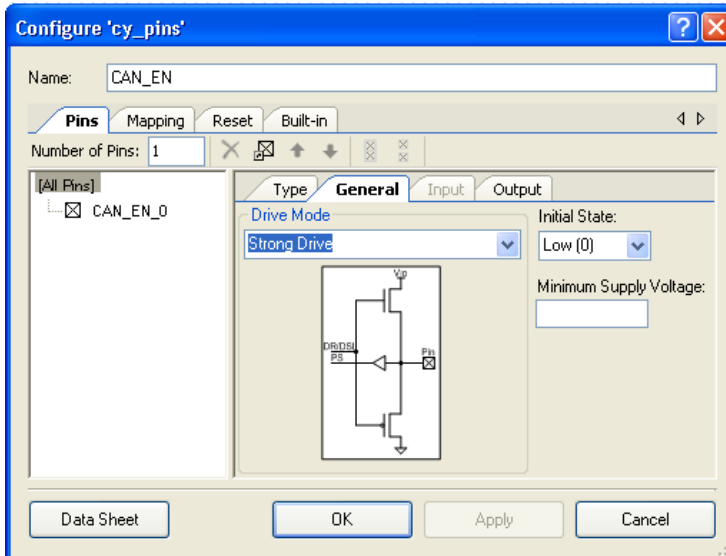 Configure 'cy_pins'
Name: CAN_EN
Pins Mapping Reset Built-in
Number of Pins: 1
[All Pins]
CAN_EN_0
Type General Input Output
Drive Mode
Strong Drive
Initial State:
Low (0)
Minimum Supply Voltage:
Vio
DR/DSI
PS
Pin
Data Sheet OK Apply Cancel